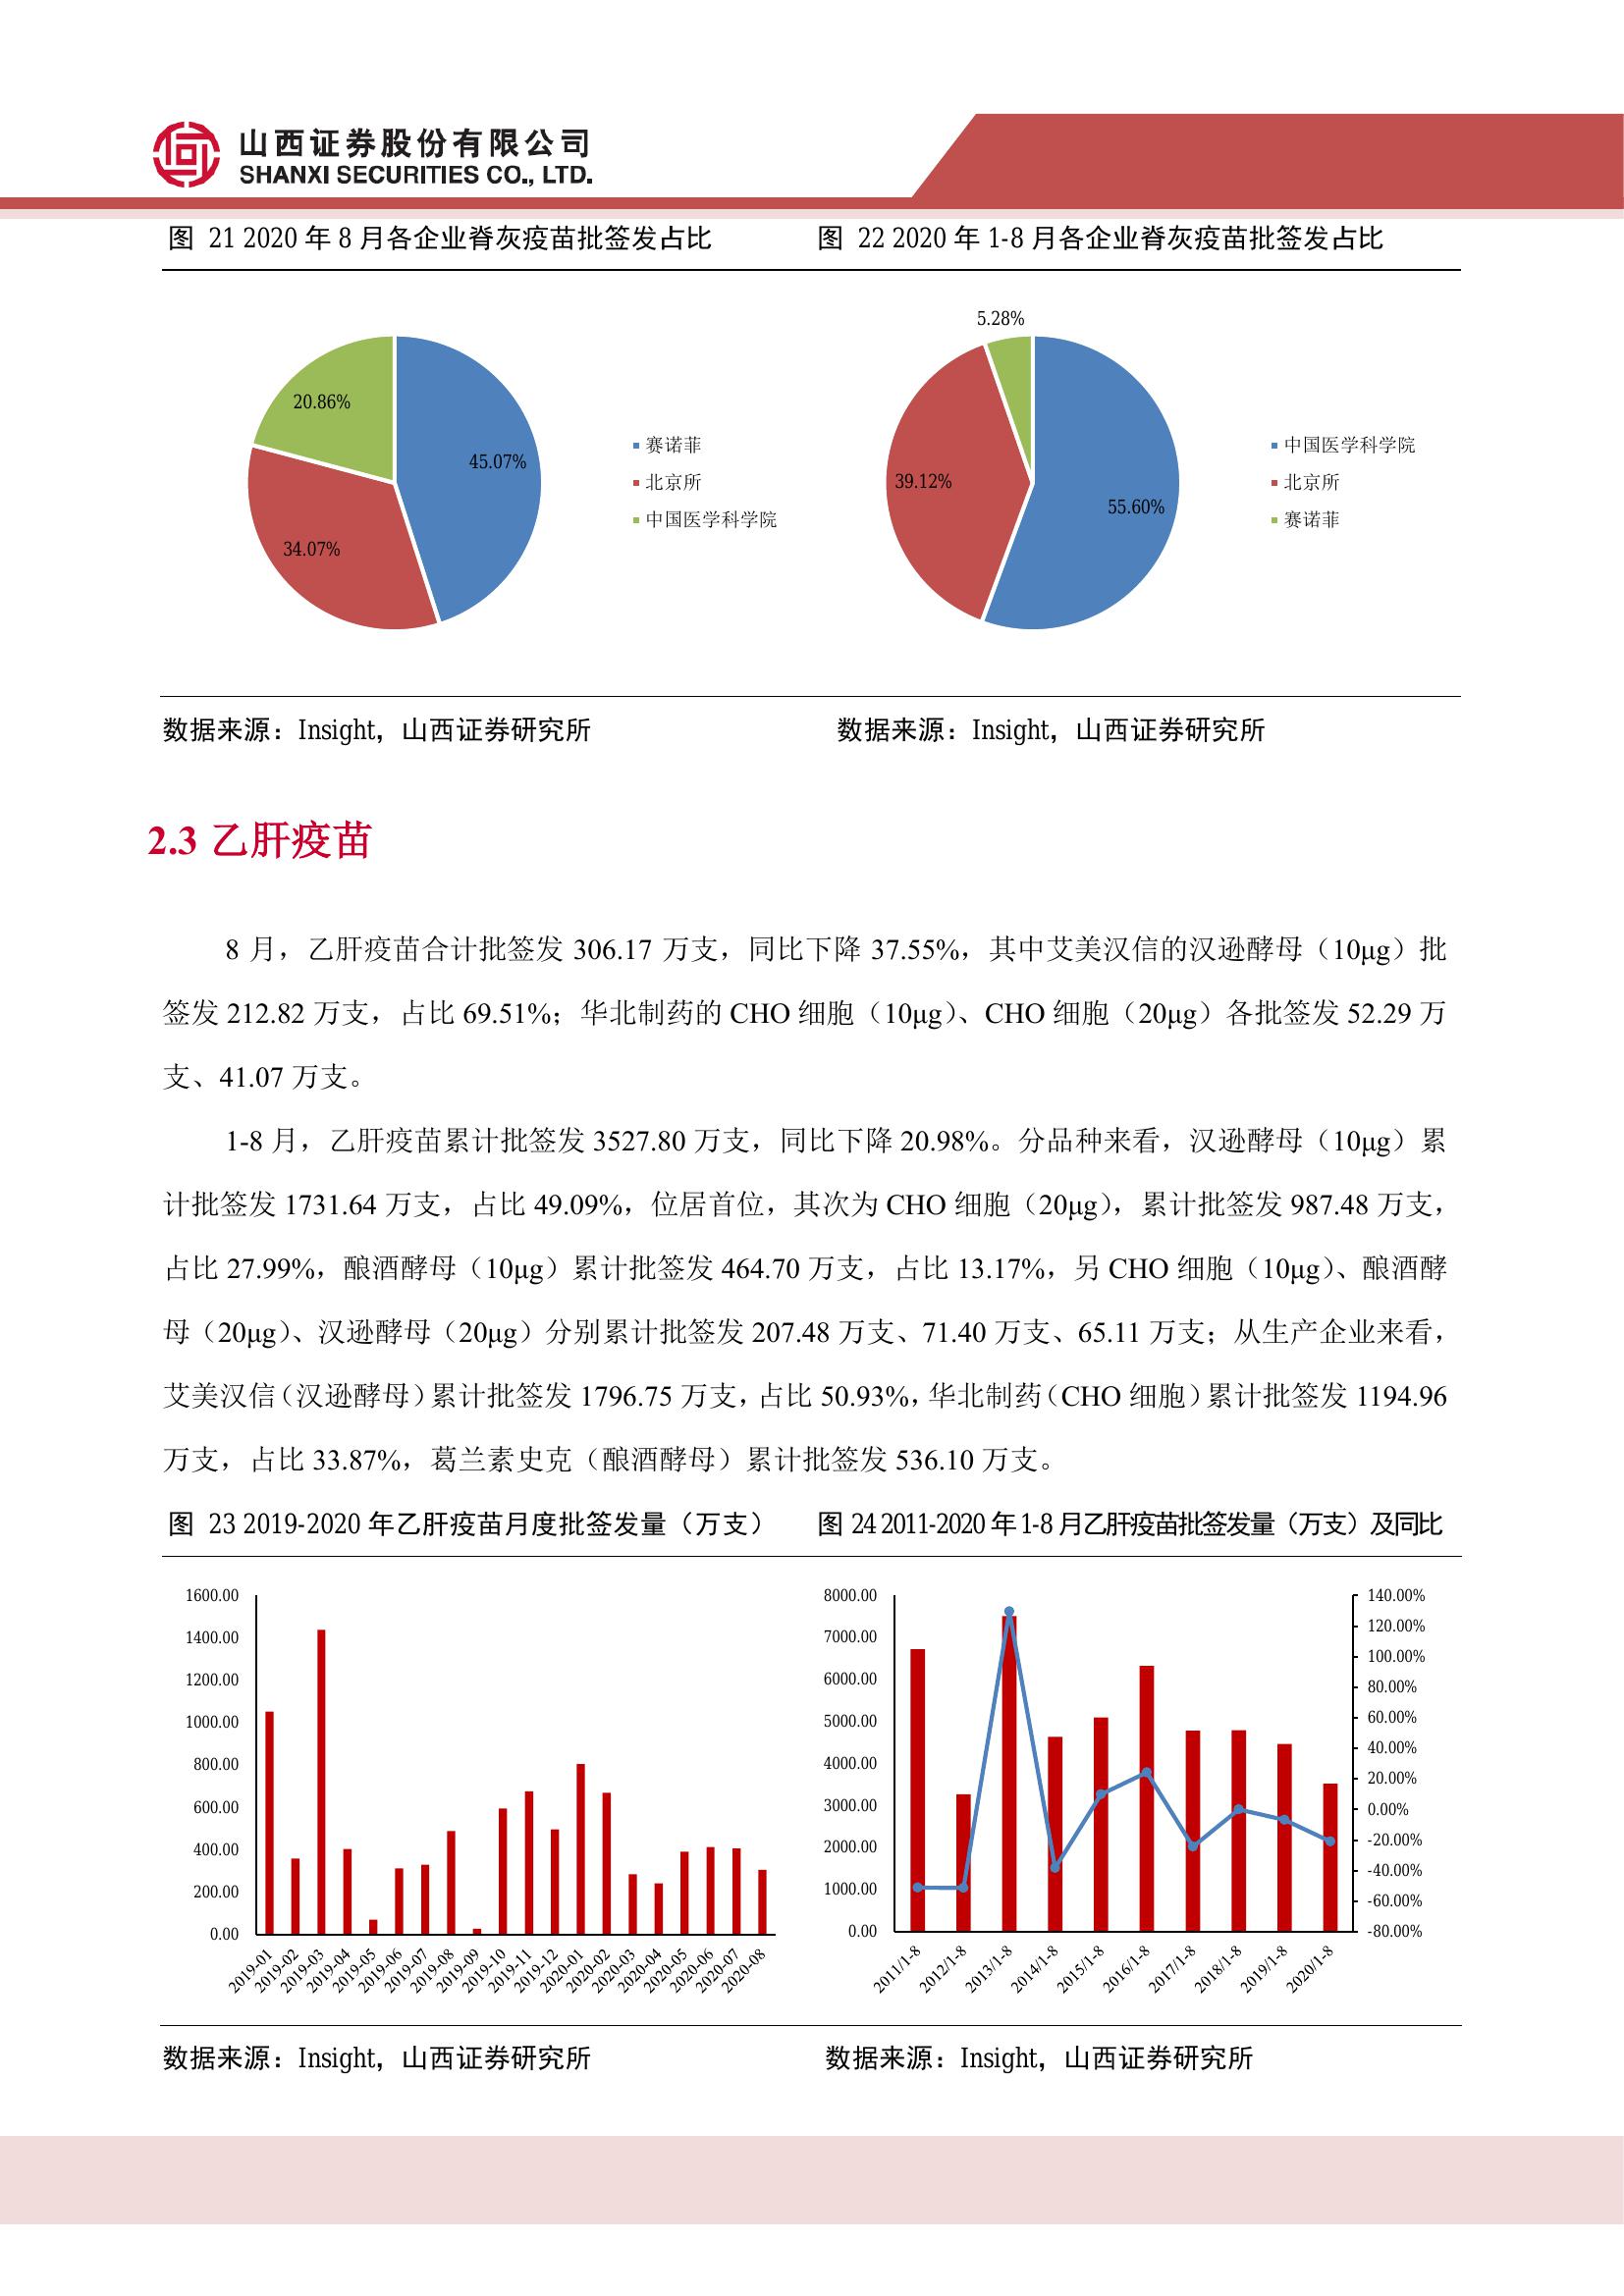 山西证券股份有限公司
SHANXI SECURITIES CO., LTD.
图 21 2020 年 8 月各企业脊灰疫苗批签发占比
图 22 2020 年 1-8 月各企业脊灰疫苗批签发占比
20.86%
45.07%
34.07%
赛诺菲
北京所
中国医学科学院
5.28%
39.12%
55.60%
中国医学科学院
北京所
赛诺菲
数据来源：Insight，山西证券研究所
数据来源：Insight，山西证券研究所
2.3 乙肝疫苗
8 月，乙肝疫苗合计批签发 306.17 万支，同比下降 37.55%，其中艾美汉信的汉逊酵母（10μg）批
签发 212.82 万支，占比 69.51%；华北制药的 CHO 细胞（10μg）、CHO 细胞（20μg）各批签发 52.29 万
支、41.07 万支。
1-8 月，乙肝疫苗累计批签发 3527.80 万支，同比下降 20.98%。分品种来看，汉逊酵母（10μg）累
计批签发 1731.64 万支，占比 49.09%，位居首位，其次为 CHO 细胞（20μg），累计批签发 987.48 万支，
占比 27.99%，酿酒酵母（10μg）累计批签发 464.70 万支，占比 13.17%，另 CHO 细胞（10μg）、酿酒酵
母（20μg）、汉逊酵母（20μg）分别累计批签发 207.48 万支、71.40 万支、65.11 万支；从生产企业来看，
艾美汉信（汉逊酵母）累计批签发 1796.75 万支，占比 50.93%，华北制药（CHO 细胞）累计批签发 1194.96
万支，占比 33.87%，葛兰素史克（酿酒酵母）累计批签发 536.10 万支。
图 23 2019-2020 年乙肝疫苗月度批签发量（万支）
图 24 2011-2020 年 1-8 月乙肝疫苗批签发量（万支）及同比
1600.00
1400.00
1200.00
1000.00
800.00
600.00
400.00
200.00
0.00
2019-01
2019-02
2019-03
2019-04
2019-05
2019-06
2019-07
2019-08
2019-09
2019-10
2019-11
2019-12
2020-01
2020-02
2020-03
2020-04
2020-05
2020-06
2020-07
2020-08
8000.00
7000.00
6000.00
5000.00
4000.00
3000.00
2000.00
1000.00
0.00
140.00%
120.00%
100.00%
80.00%
60.00%
40.00%
20.00%
0.00%
-20.00%
-40.00%
-60.00%
-80.00%
2011/1-8
2012/1-8
2013/1-8
2014/1-8
2015/1-8
2016/1-8
2017/1-8
2018/1-8
2019/1-8
2020/1-8
数据来源：Insight，山西证券研究所
数据来源：Insight，山西证券研究所